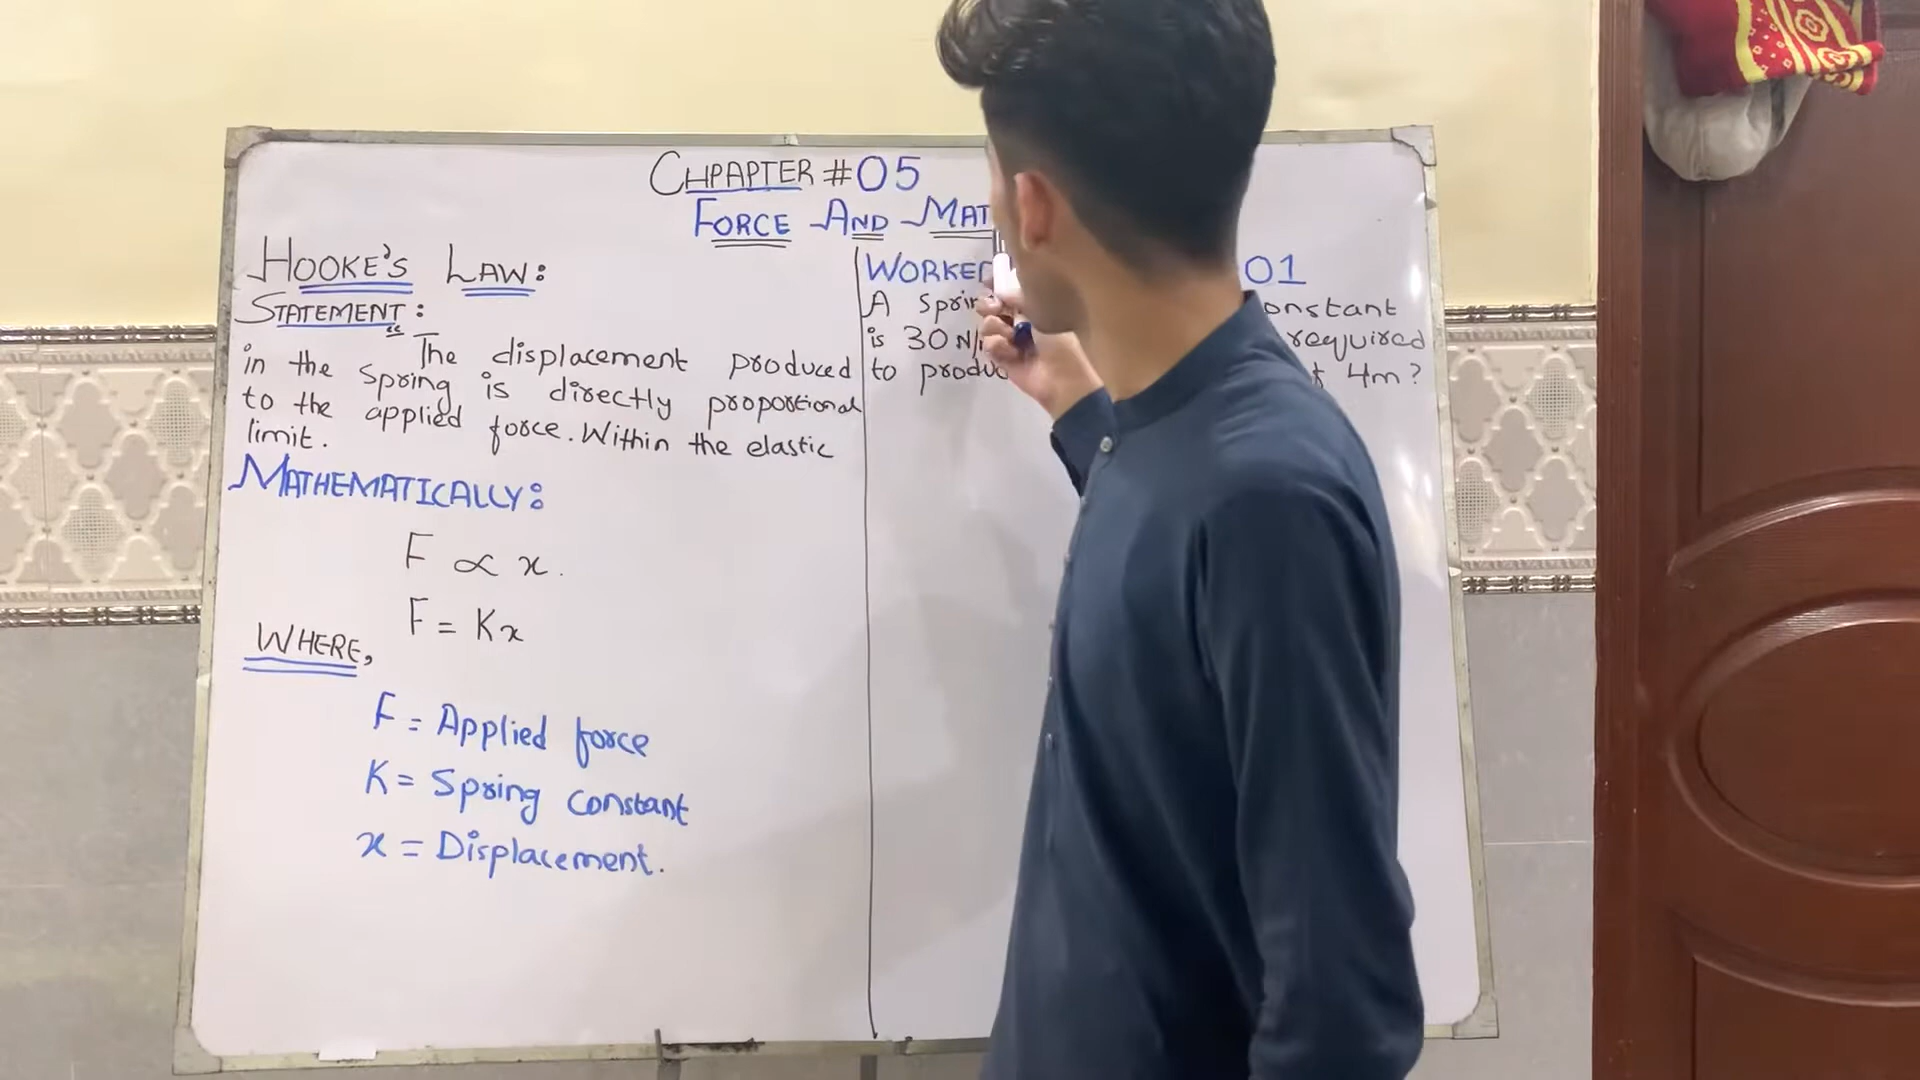 CHPAPTER #05
FORCE AND MAT
HOOKE'S LAW:
STATEMENT:
“ The displacement produced
in the spring is directly proportional
to the applied force. Within the elastic
limit.
MATHEMATICALLY:
F ∝ x.
F = Kx
WHERE,
F = Applied force
K = Spring constant
x = Displacement.
WORKED 01
A Sprin onstant
is 30 N/ required
to produc 4m?